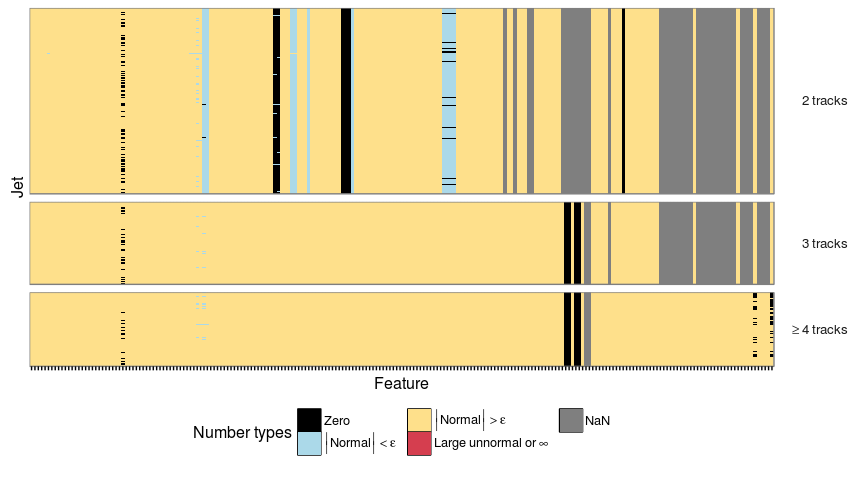 2 tracks
Jet
3 tracks
≥ 4 tracks
Feature
Number types
Zero
|Normal| > ε
NaN
|Normal| < ε
Large unnormal or ∞